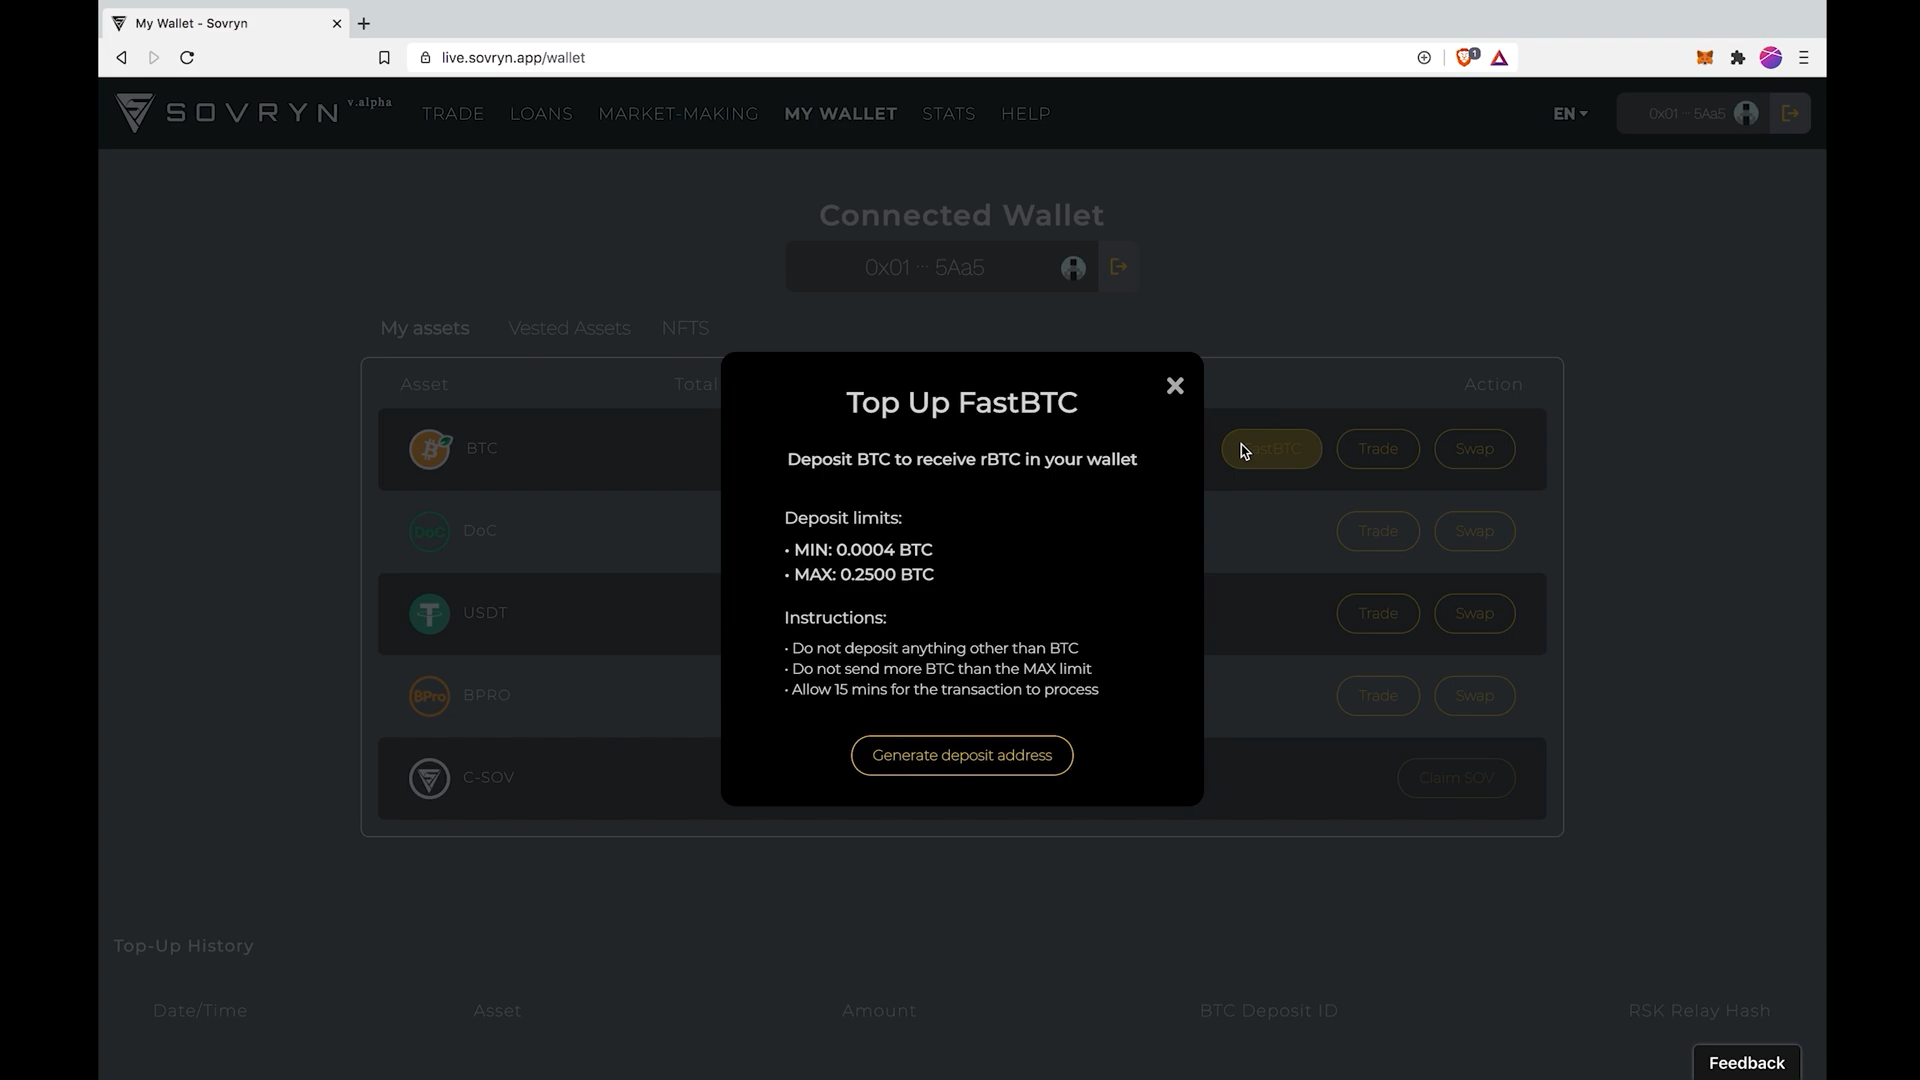 My Wallet - Sovryn
live.sovryn.app/wallet
1
SOVRYN v.alpha
TRADE LOANS MARKET-MAKING MY WALLET STATS HELP
EN
0x01 ··· 5Aa5
Connected Wallet
0x01 ··· 5Aa5
My assets Vested Assets NFTS
Asset Total Action
Top Up FastBTC
Deposit BTC to receive rBTC in your wallet
Deposit limits:
• MIN: 0.0004 BTC
• MAX: 0.2500 BTC
Instructions:
• Do not deposit anything other than BTC
• Do not send more BTC than the MAX limit
• Allow 15 mins for the transaction to process
Generate deposit address
BTC FastBTC Trade Swap
DoC DoC Trade Swap
USDT Trade Swap
BPro BPRO Trade Swap
C-SOV Claim SOV
Top-Up History
Date/Time Asset Amount BTC Deposit ID RSK Relay Hash
Feedback